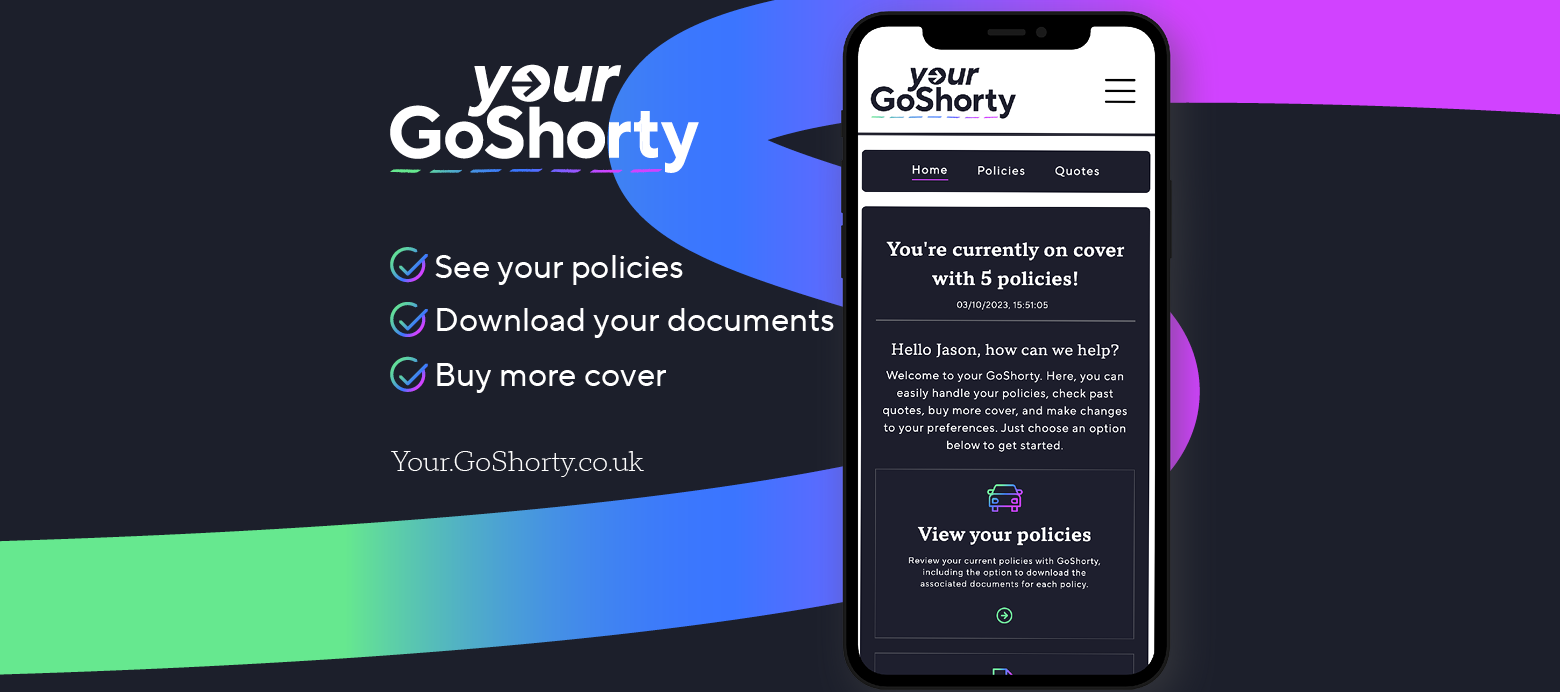 your
GoShorty
See your policies
Download your documents
Buy more cover
Your.GoShorty.co.uk
your
GoShorty
Home Policies Quotes
You're currently on cover
with 5 policies!
03/10/2023, 15:51:05
Hello Jason, how can we help?
Welcome to your GoShorty. Here, you can
easily handle your policies, check past
quotes, buy more cover, and make changes
to your preferences. Just choose an option
below to get started.
View your policies
Review your current policies with GoShorty,
including the option to download the
associated documents for each policy.